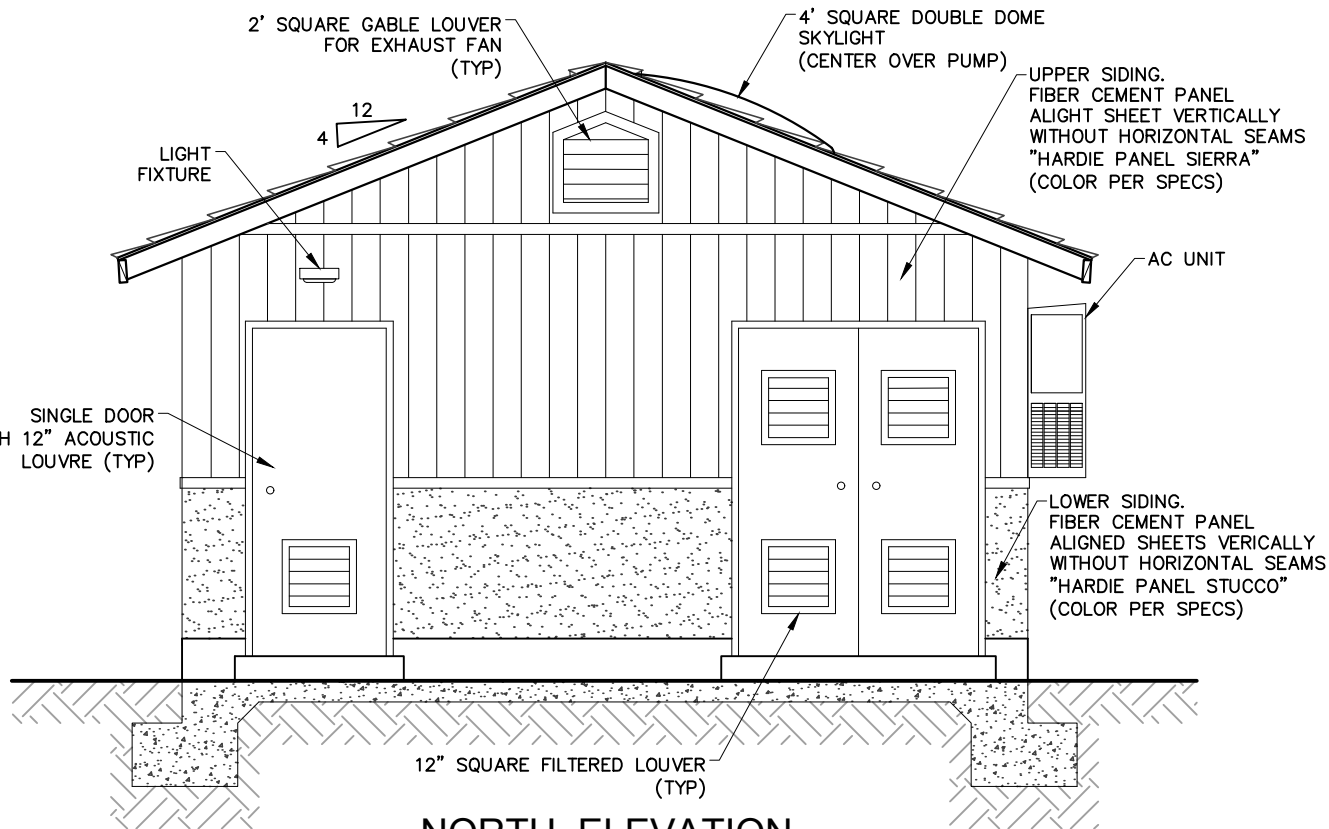 2' SQUARE GABLE LOUVER
FOR EXHAUST FAN
(TYP)
4' SQUARE DOUBLE DOME
SKYLIGHT
(CENTER OVER PUMP)
UPPER SIDING.
FIBER CEMENT PANEL
ALIGHT SHEET VERTICALLY
WITHOUT HORIZONTAL SEAMS
"HARDIE PANEL SIERRA"
(COLOR PER SPECS)
12
4
LIGHT
FIXTURE
AC UNIT
SINGLE DOOR
H 12" ACOUSTIC
LOUVRE (TYP)
LOWER SIDING.
FIBER CEMENT PANEL
ALIGNED SHEETS VERICALLY
WITHOUT HORIZONTAL SEAMS
"HARDIE PANEL STUCCO"
(COLOR PER SPECS)
12" SQUARE FILTERED LOUVER
(TYP)
NORTH ELEVATION